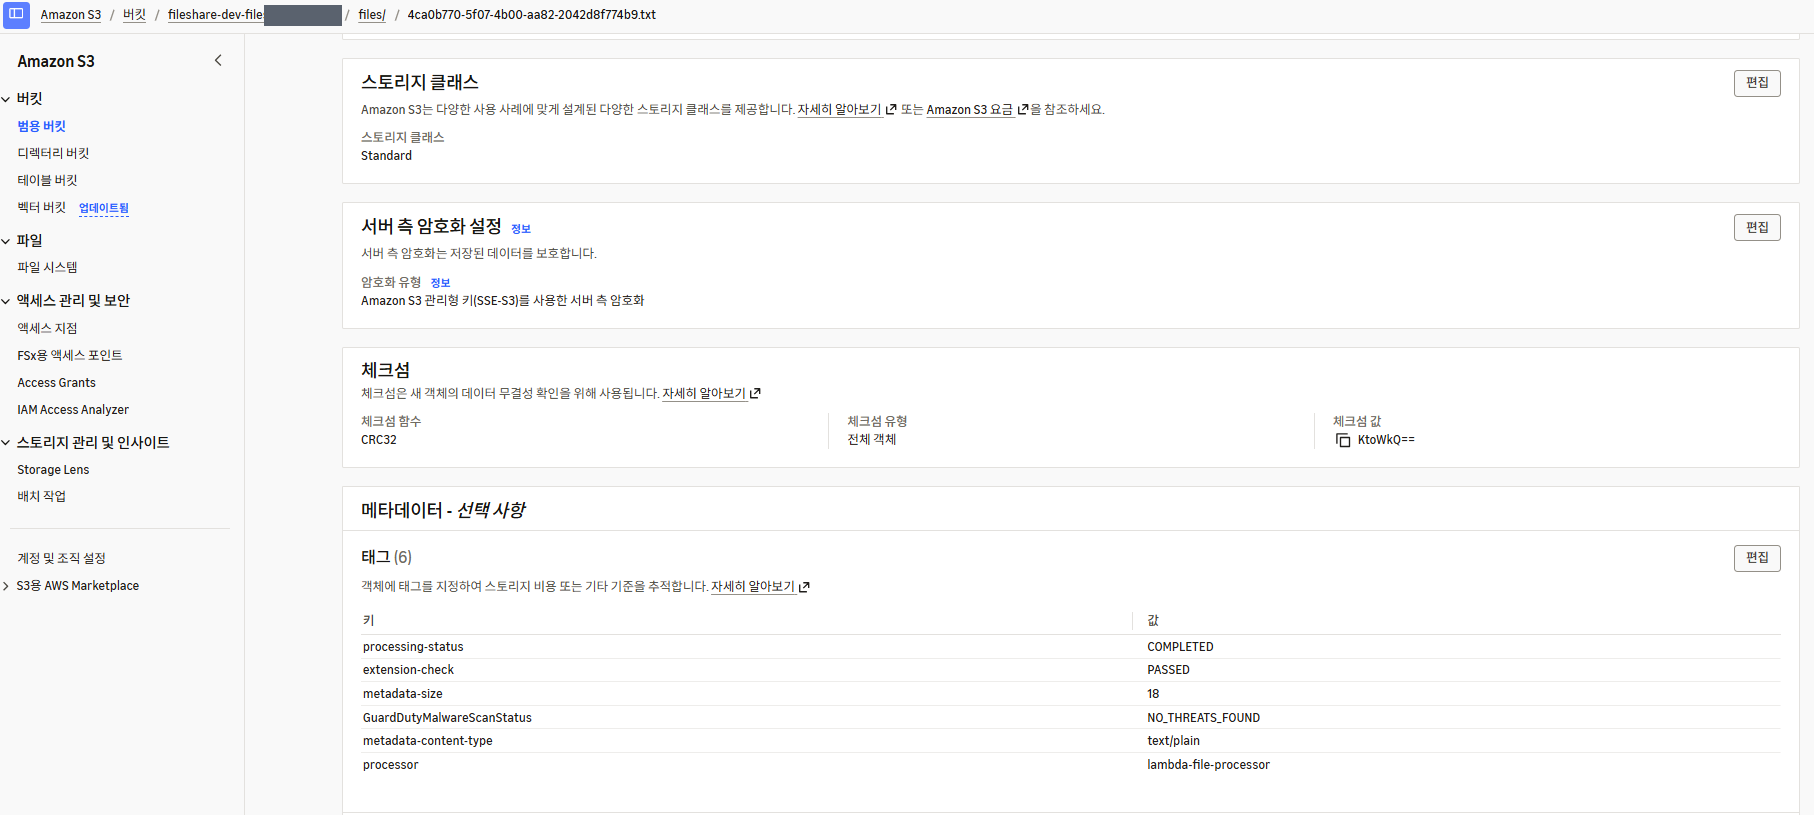 Amazon S3 / 버킷 / fileshare-dev-files / files/ / 4ca0b770-5f07-4b00-aa82-2042d8f774b9.txt
Amazon S3
버킷
범용 버킷
디렉터리 버킷
테이블 버킷
벡터 버킷 업데이트됨
파일
파일 시스템
액세스 관리 및 보안
액세스 지점
FSx용 액세스 포인트
Access Grants
IAM Access Analyzer
스토리지 관리 및 인사이트
Storage Lens
배치 작업
계정 및 조직 설정
S3용 AWS Marketplace
스토리지 클래스
편집
Amazon S3는 다양한 사용 사례에 맞게 설계된 다양한 스토리지 클래스를 제공합니다. 자세히 알아보기 또는 Amazon S3 요금 을 참조하세요.
스토리지 클래스
Standard
서버 측 암호화 설정 정보
편집
서버 측 암호화는 저장된 데이터를 보호합니다.
암호화 유형 정보
Amazon S3 관리형 키(SSE-S3)를 사용한 서버 측 암호화
체크섬
체크섬은 새 객체의 데이터 무결성 확인을 위해 사용됩니다. 자세히 알아보기
체크섬 함수
CRC32
체크섬 유형
전체 객체
체크섬 값
KtoWkQ==
메타데이터 - 선택 사항
태그 (6)
편집
객체에 태그를 지정하여 스토리지 비용 또는 기타 기준을 추적합니다. 자세히 알아보기
키 값
processing-status COMPLETED
extension-check PASSED
metadata-size 18
GuardDutyMalwareScanStatus NO_THREATS_FOUND
metadata-content-type text/plain
processor lambda-file-processor